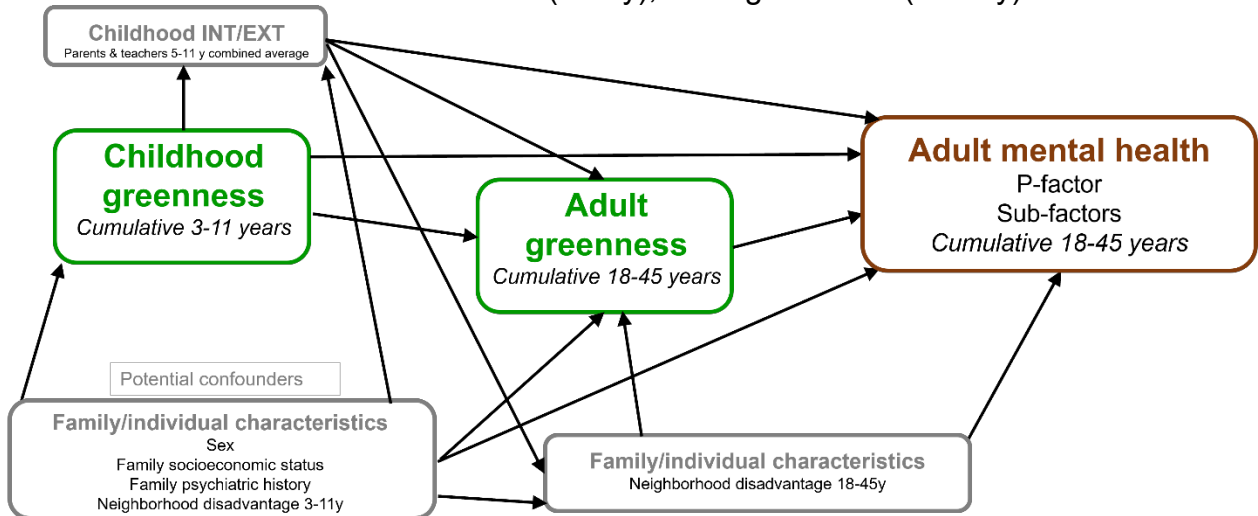 Childhood INT/EXT
Parents & teachers 5-11 y combined average
Childhood
greenness
Cumulative 3-11 years
Adult
greenness
Cumulative 18-45 years
Adult mental health
P-factor
Sub-factors
Cumulative 18-45 years
Potential confounders
Family/individual characteristics
Sex
Family socioeconomic status
Family psychiatric history
Neighborhood disadvantage 3-11y
Family/individual characteristics
Neighborhood disadvantage 18-45y